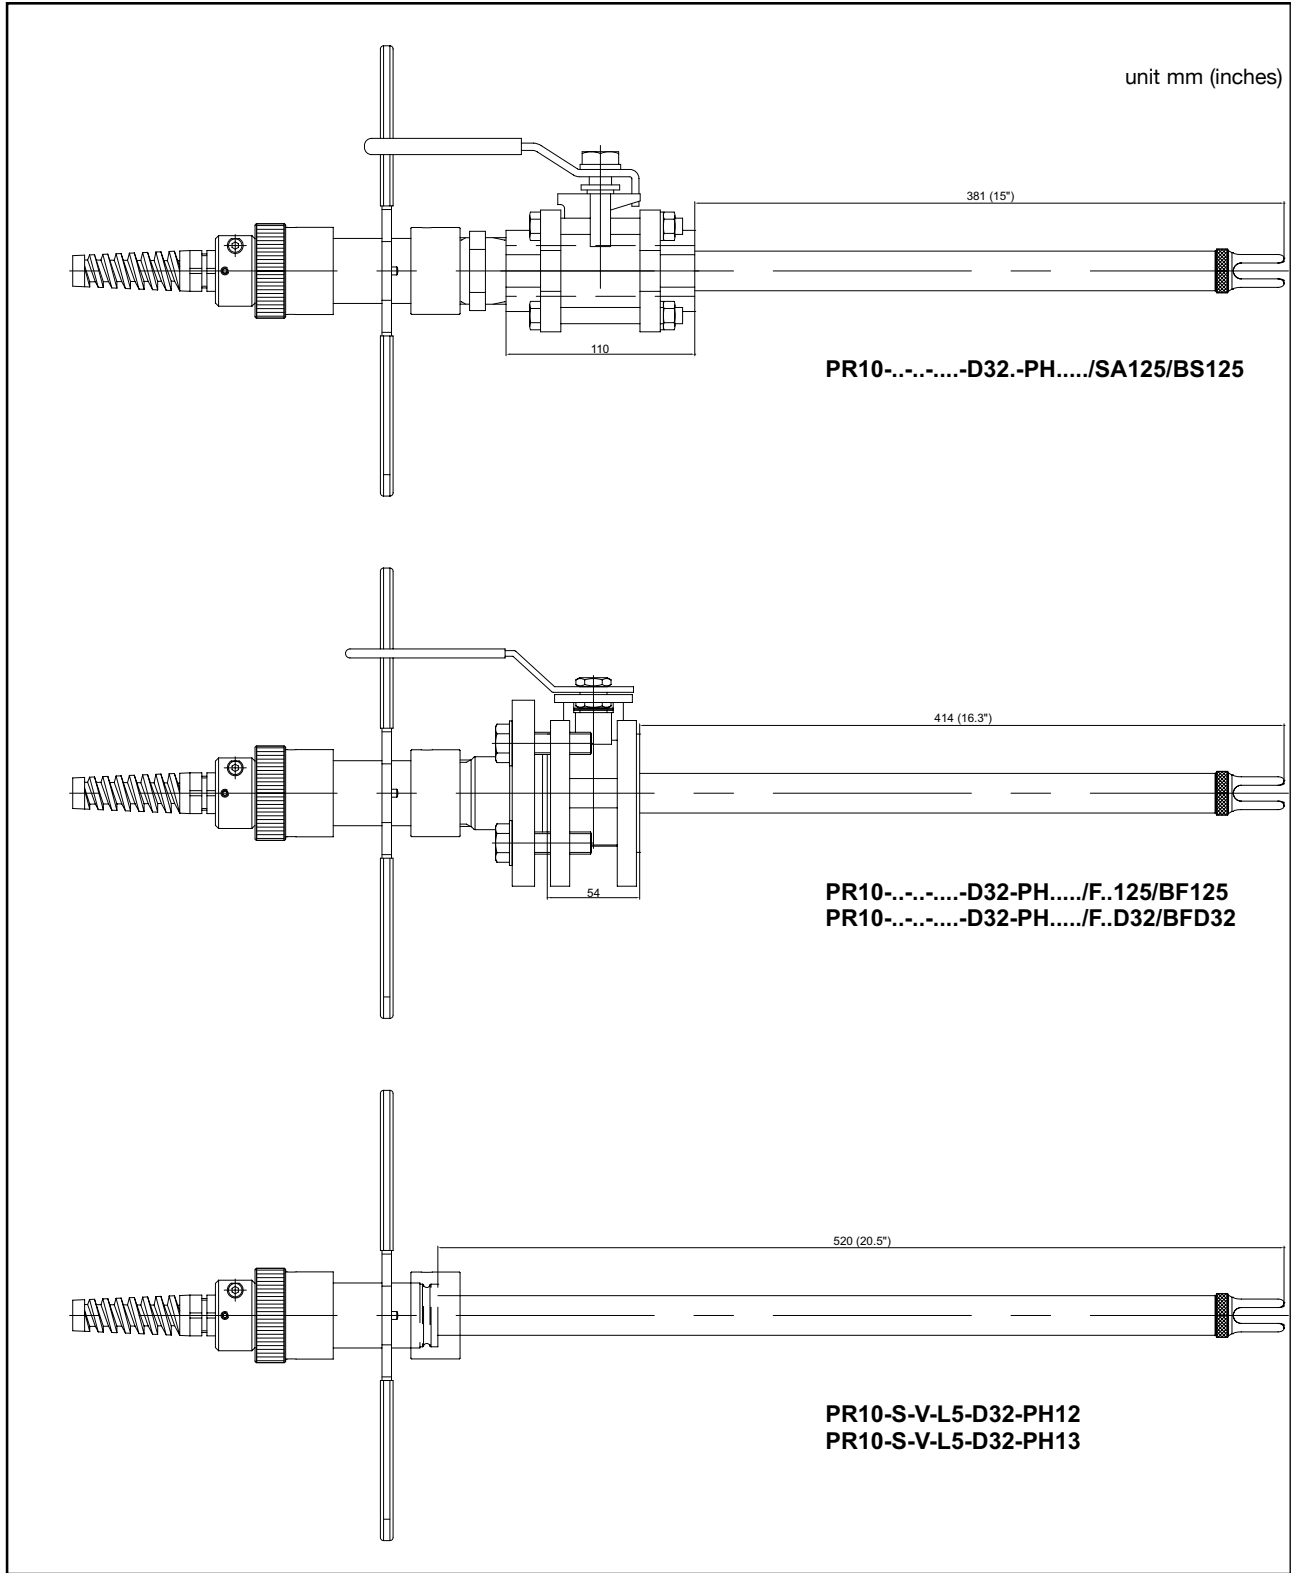 unit mm (inches)
381 (15")
110
PR10-..-..-....-D32.-PH...../SA125/BS125
414 (16.3")
54
PR10-..-..-....-D32-PH...../F..125/BF125
PR10-..-..-....-D32-PH...../F..D32/BFD32
520 (20.5")
PR10-S-V-L5-D32-PH12
PR10-S-V-L5-D32-PH13